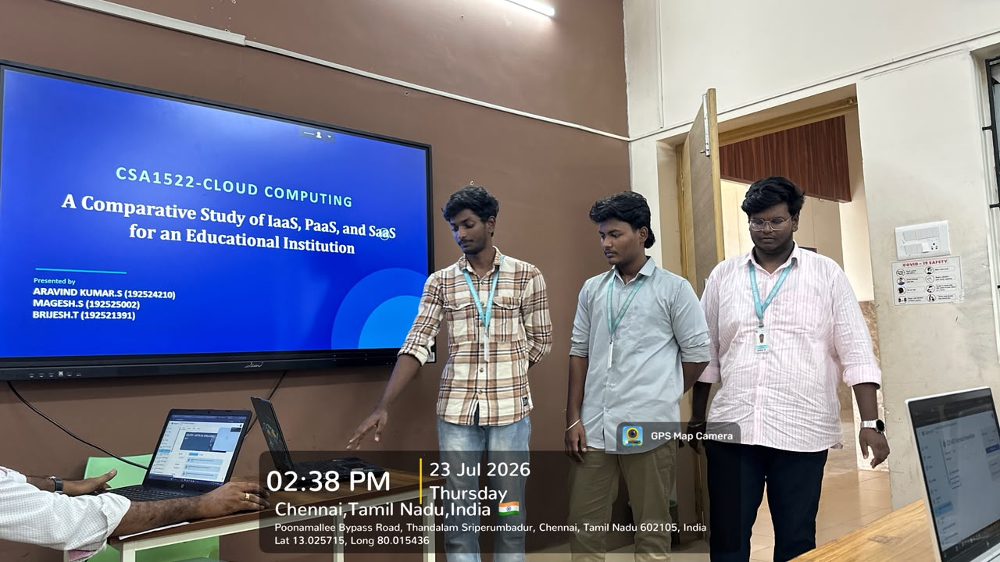 CSA1522-CLOUD COMPUTING
A Comparative Study of IaaS, PaaS, and SaaS
for an Educational Institution
Presented by
ARAVIND KUMAR.S (192524210)
MAGESH.S (192525002)
BRIJESH.T (192521391)
COVID-19 SAFETY
GPS Map Camera
02:38 PM
23 Jul 2026
Thursday
Chennai,Tamil Nadu,India
Poonamallee Bypass Road, Thandalam Sriperumbadur, Chennai, Tamil Nadu 602105, India
Lat 13.025715, Long 80.015436